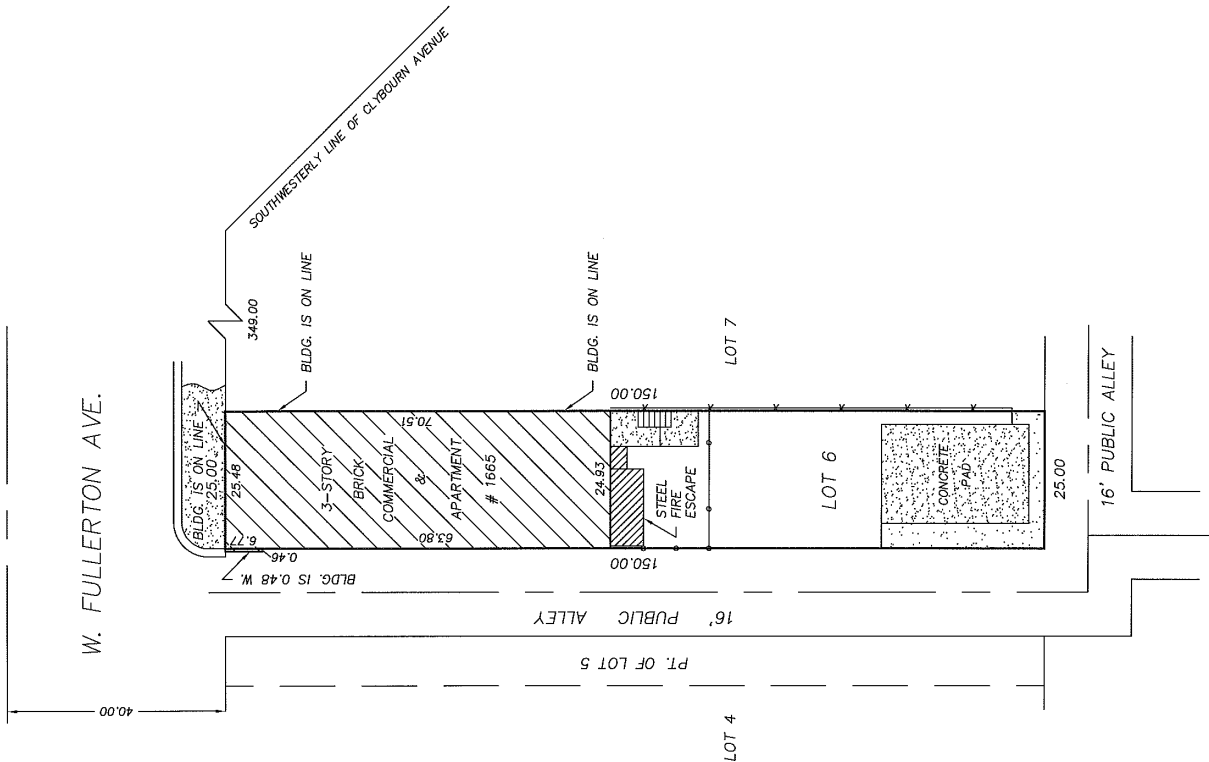 W. FULLERTON AVE.
40.00
SOUTHWESTERLY LINE OF CLYBOURN AVENUE
349.00
BLDG. IS ON LINE
25.00
25.48
6.77
0.46
BLDG. IS 0.48 W.
BLDG. IS ON LINE
BLDG. IS ON LINE
3-STORY
BRICK
COMMERCIAL
&
APARTMENT
# 1665
70.51
63.80
24.93
150.00
150.00
STEEL
FIRE
ESCAPE
LOT 7
LOT 6
CONCRETE
PAD
25.00
16' PUBLIC ALLEY
16' PUBLIC ALLEY
PT. OF LOT 5
LOT 4